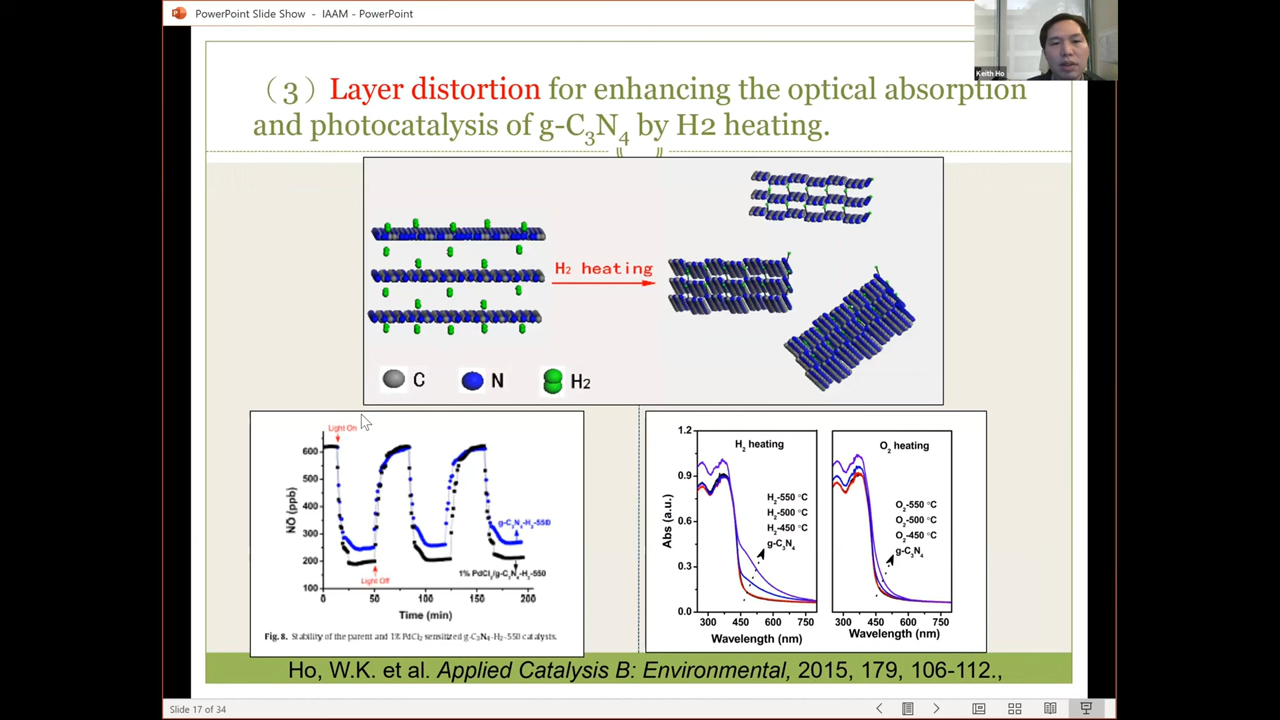 PowerPoint Slide Show - IAAM - PowerPoint
Keith Ho
（3）Layer distortion for enhancing the optical absorption
and photocatalysis of g-C3N4 by H2 heating.
H2 heating
C N H2
Light On
600
500
400
300
200
100
NO (ppb)
g-C3N4-H2-550
1% PdCl2/g-C3N4-H2-550
Light Off
0 50 100 150 200
Time (min)
Fig. 8. Stability of the parent and 1% PdCl2 sensitized g-C3N4-H2-550 catalysts.
1.2
0.9
0.6
0.3
0.0
Abs (a.u.)
H2 heating
H2-550 °C
H2-500 °C
H2-450 °C
g-C3N4
300 450 600 750
Wavelength (nm)
O2 heating
O2-550 °C
O2-500 °C
O2-450 °C
g-C3N4
300 450 600 750
Wavelength (nm)
Ho, W.K. et al. Applied Catalysis B: Environmental, 2015, 179, 106-112.,
Slide 17 of 34